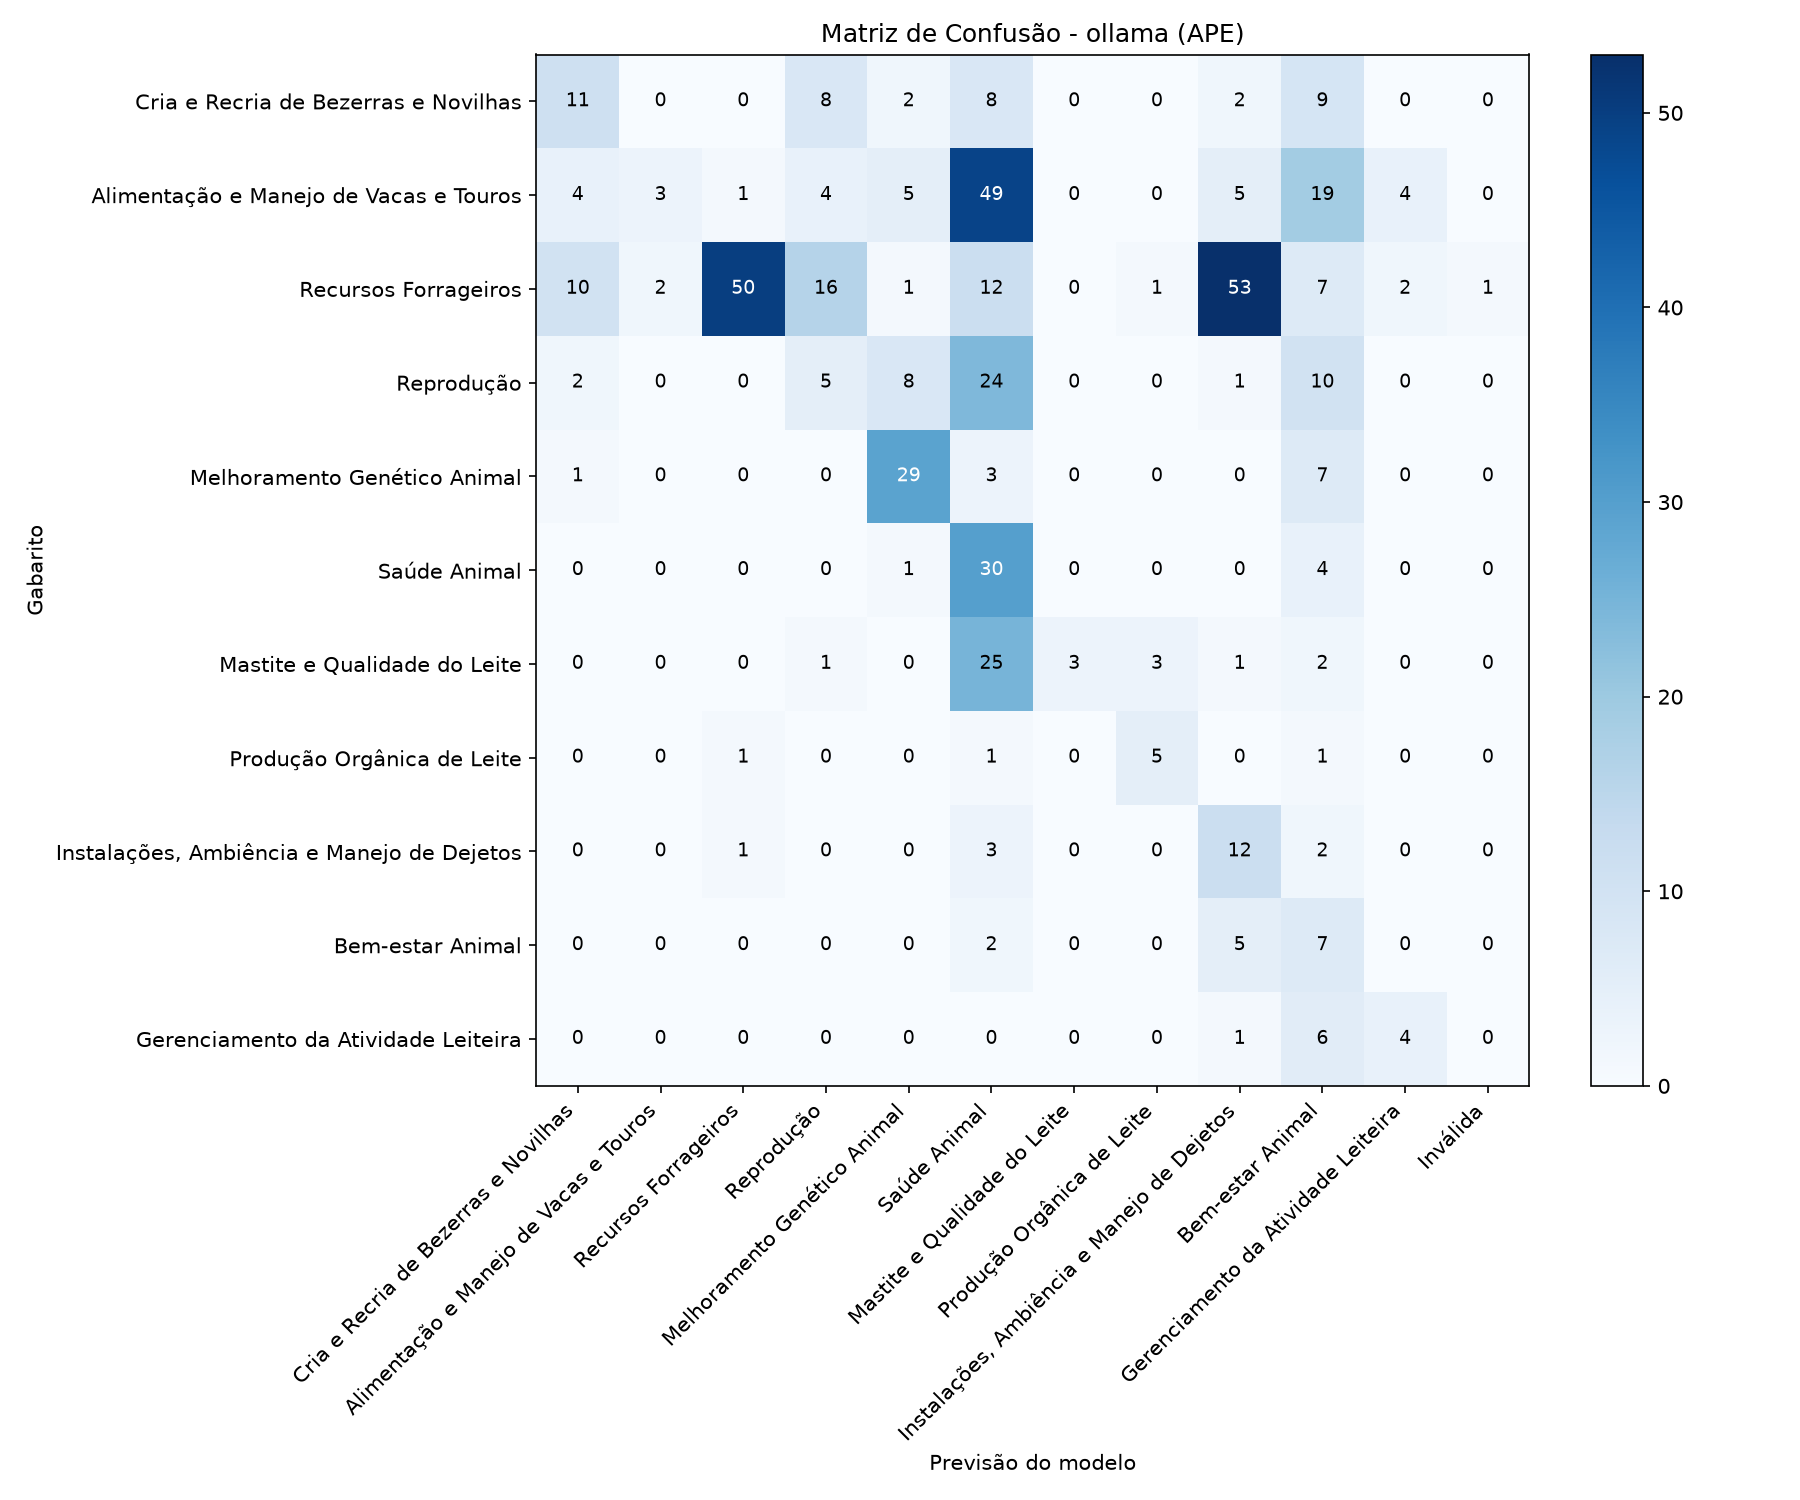 Matriz de Confusão - ollama (APE)
Cria e Recria de Bezerras e Novilhas 11 0 0 8 2 8 0 0 2 9 0 0
Alimentação e Manejo de Vacas e Touros 4 3 1 4 5 49 0 0 5 19 4 0
Recursos Forrageiros 10 2 50 16 1 12 0 1 53 7 2 1
Reprodução 2 0 0 5 8 24 0 0 1 10 0 0
Melhoramento Genético Animal 1 0 0 0 29 3 0 0 0 7 0 0
Saúde Animal 0 0 0 0 1 30 0 0 0 4 0 0
Mastite e Qualidade do Leite 0 0 0 1 0 25 3 3 1 2 0 0
Produção Orgânica de Leite 0 0 1 0 0 1 0 5 0 1 0 0
Instalações, Ambiência e Manejo de Dejetos 0 0 1 0 0 3 0 0 12 2 0 0
Bem-estar Animal 0 0 0 0 0 2 0 0 5 7 0 0
Gerenciamento da Atividade Leiteira 0 0 0 0 0 0 0 0 1 6 4 0
Gabarito
Cria e Recria de Bezerras e Novilhas
Alimentação e Manejo de Vacas e Touros
Recursos Forrageiros
Reprodução
Melhoramento Genético Animal
Saúde Animal
Mastite e Qualidade do Leite
Produção Orgânica de Leite
Instalações, Ambiência e Manejo de Dejetos
Bem-estar Animal
Gerenciamento da Atividade Leiteira
Inválida
Previsão do modelo
50
40
30
20
10
0